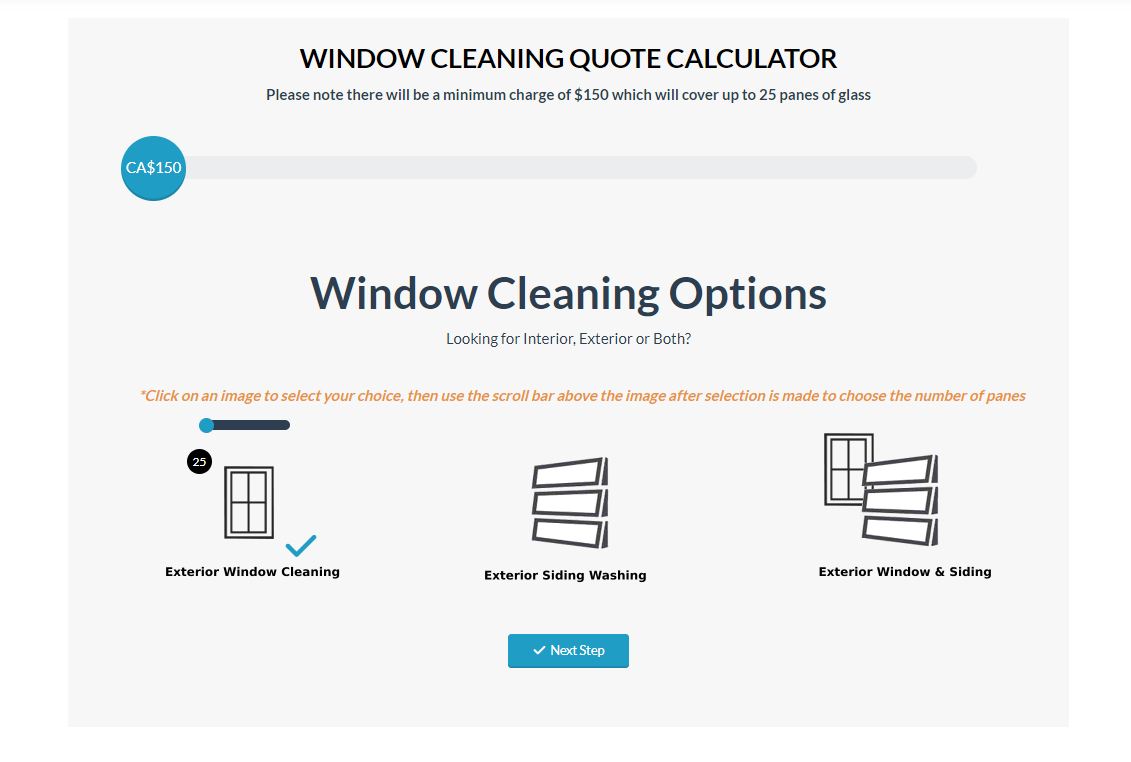 WINDOW CLEANING QUOTE CALCULATOR
Please note there will be a minimum charge of $150 which will cover up to 25 panes of glass
CA$150
Window Cleaning Options
Looking for Interior, Exterior or Both?
*Click on an image to select your choice, then use the scroll bar above the image after selection is made to choose the number of panes
25
Exterior Window Cleaning
Exterior Siding Washing
Exterior Window & Siding
Next Step